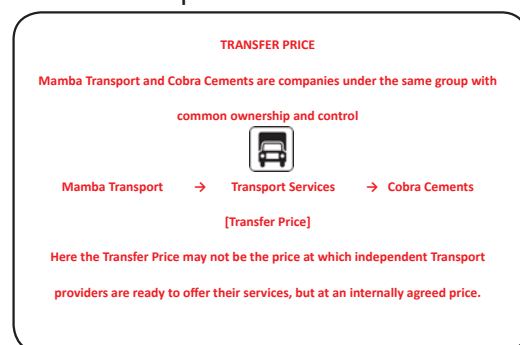 TRANSFER PRICE
Mamba Transport and Cobra Cements are companies under the same group with
common ownership and control
Mamba Transport → Transport Services → Cobra Cements
[Transfer Price]
Here the Transfer Price may not be the price at which independent Transport
providers are ready to offer their services, but at an internally agreed price.